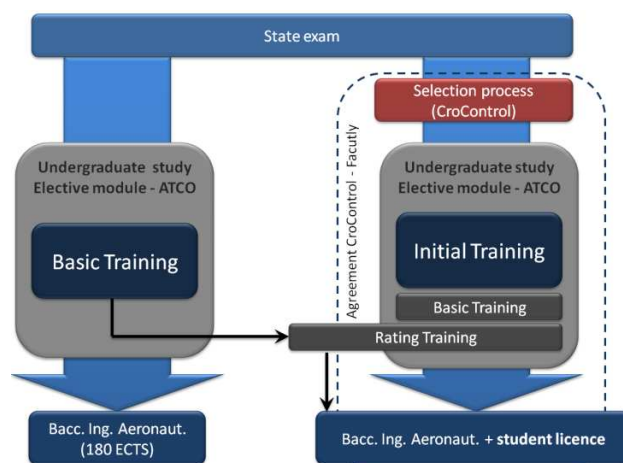 State exam
Selection process
(CroControl)
Undergraduate study
Elective module - ATCO
Basic Training
Agreement CroControl - Facutly
Undergraduate study
Elective module - ATCO
Initial Training
Basic Training
Rating Training
Bacc. Ing. Aeronaut.
(180 ECTS)
Bacc. Ing. Aeronaut. + student licence